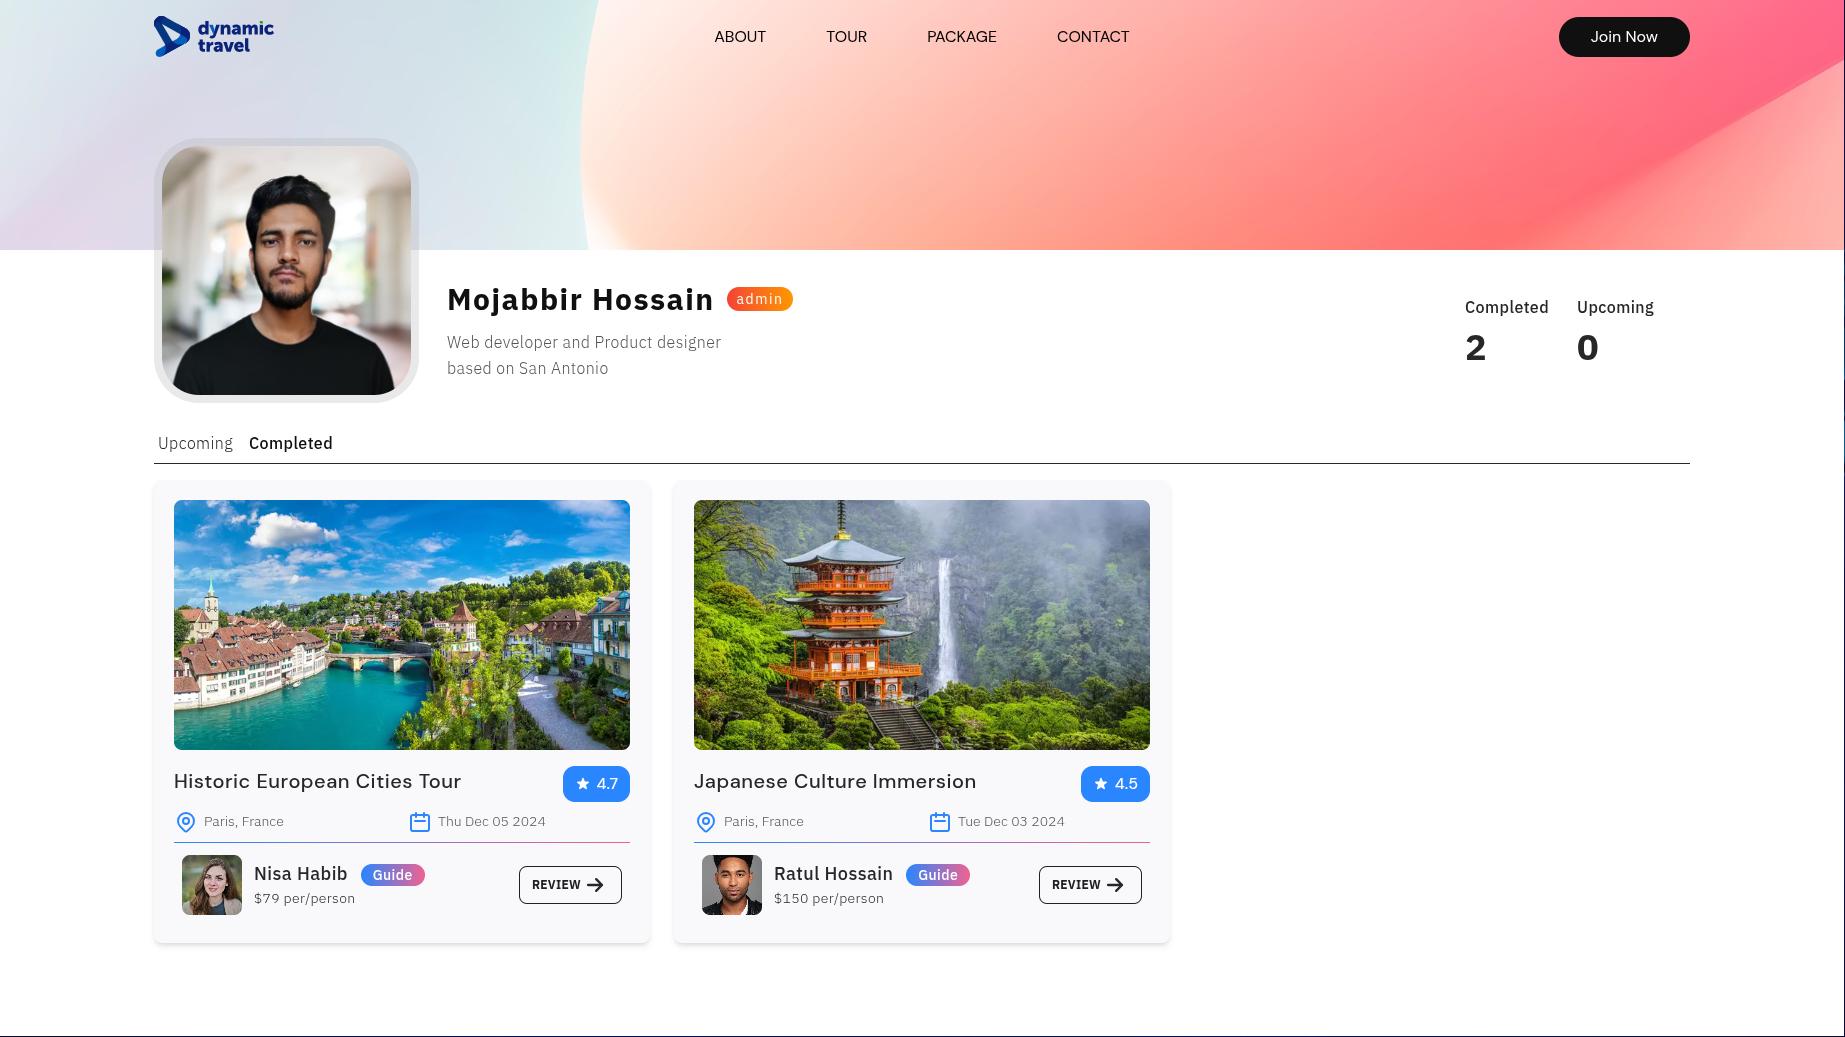 dynamic
travel
ABOUT
TOUR
PACKAGE
CONTACT
Join Now
Mojabbir Hossain
admin
Web developer and Product designer
based on San Antonio
Completed
Upcoming
2
0
Upcoming
Completed
Historic European Cities Tour
4.7
Paris, France
Thu Dec 05 2024
Nisa Habib
Guide
$79 per/person
REVIEW
Japanese Culture Immersion
4.5
Paris, France
Tue Dec 03 2024
Ratul Hossain
Guide
$150 per/person
REVIEW